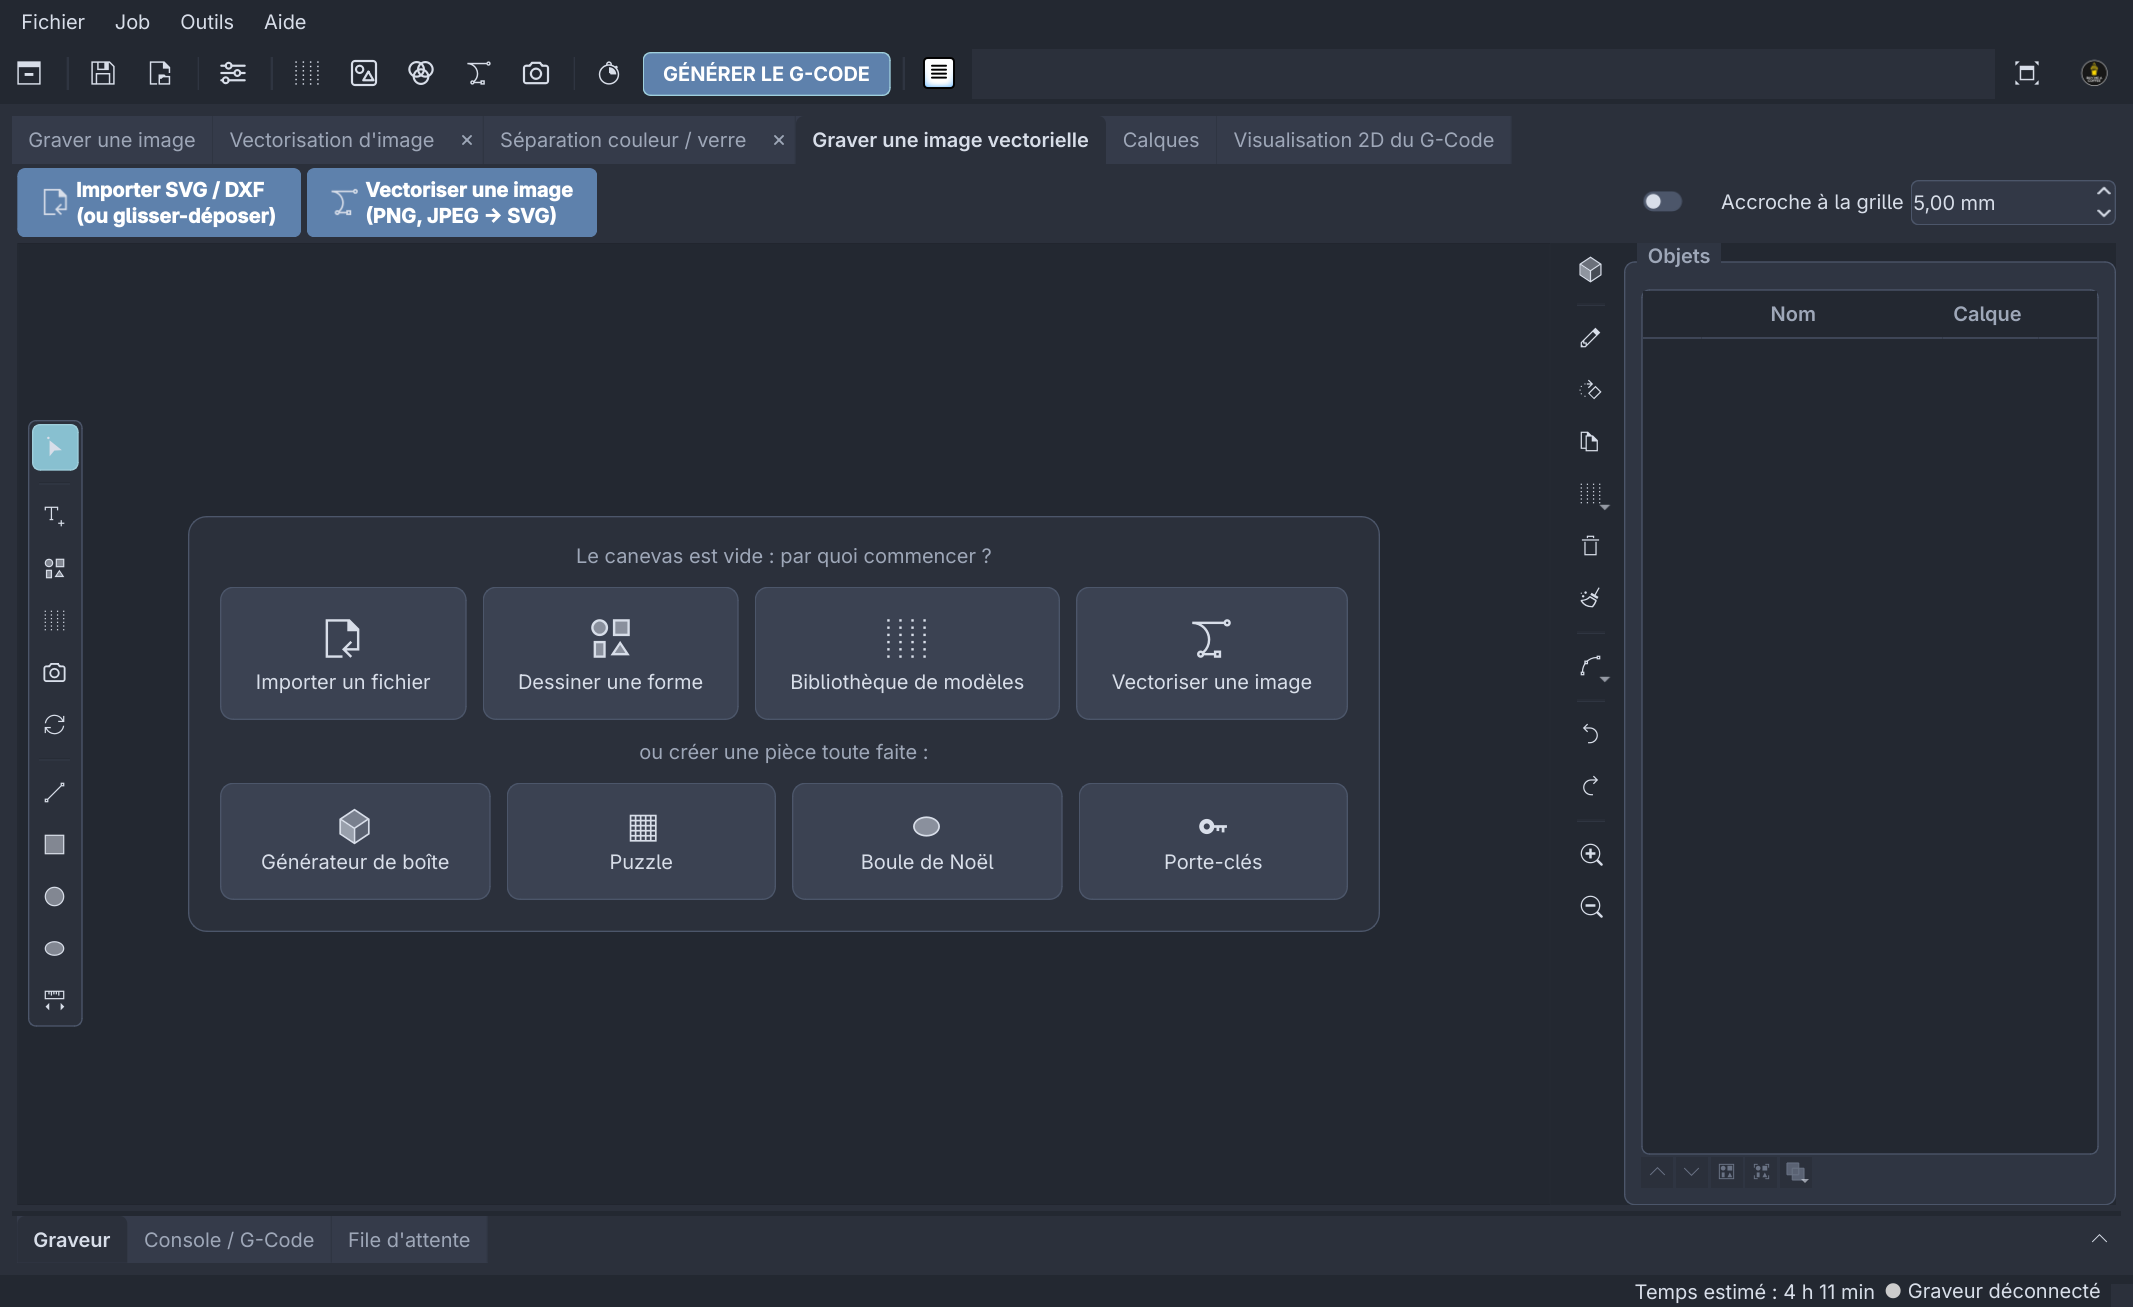 Fichier Job Outils Aide
GÉNÉRER LE G-CODE
Graver une image Vectorisation d'image Séparation couleur / verre Graver une image vectorielle Calques Visualisation 2D du G-Code
Importer SVG / DXF
(ou glisser-déposer)
Vectoriser une image
(PNG, JPEG → SVG)
Accroche à la grille 5,00 mm
Objets
Nom Calque
Le canevas est vide : par quoi commencer ?
Importer un fichier Dessiner une forme Bibliothèque de modèles Vectoriser une image
ou créer une pièce toute faite :
Générateur de boîte Puzzle Boule de Noël Porte-clés
Graveur Console / G-Code File d'attente
Temps estimé : 4 h 11 min Graveur déconnecté